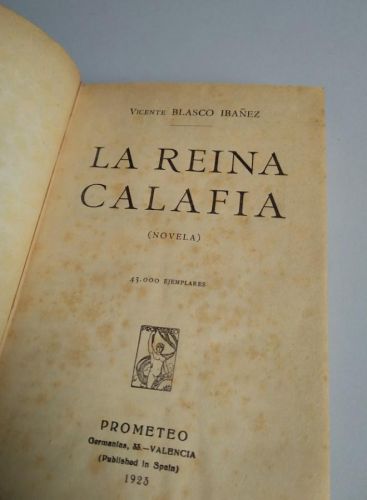 VICENTE BLASCO IBAÑEZ
LA REINA
CALAFIA
(NOVELA)
43.000 EJEMPLARES
PROMETEO
Germanías, 33.—VALENCIA
(Published in Spain)
1923